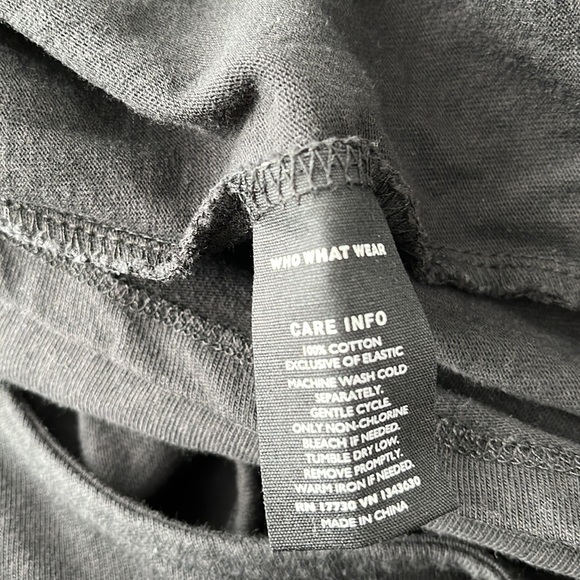 WHO WHAT WEAR
CARE INFO
100% COTTON
EXCLUSIVE OF ELASTIC
MACHINE WASH COLD
SEPARATELY.
GENTLE CYCLE.
ONLY NON-CHLORINE
BLEACH IF NEEDED.
TUMBLE DRY LOW.
REMOVE PROMPTLY.
WARM IRON IF NEEDED.
RN 17730 VN 1343630
MADE IN CHINA